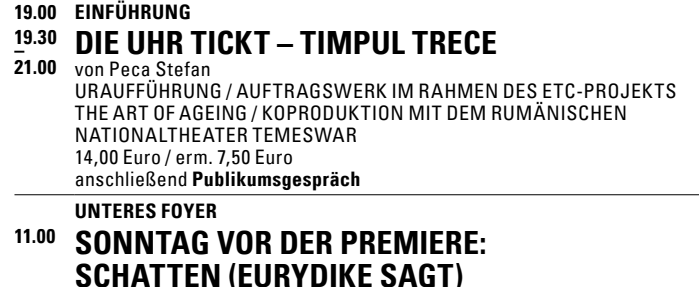 19.00 EINFÜHRUNG
19.30 – 21.00 DIE UHR TICKT – TIMPUL TRECE
von Peca Stefan
URAUFFÜHRUNG / AUFTRAGSWERK IM RAHMEN DES ETC-PROJEKTS
THE ART OF AGEING / KOPRODUKTION MIT DEM RUMÄNISCHEN
NATIONALTHEATER TEMESWAR
14,00 Euro / erm. 7,50 Euro
anschließend Publikumsgespräch
UNTERES FOYER
11.00 SONNTAG VOR DER PREMIERE:
SCHATTEN (EURYDIKE SAGT)